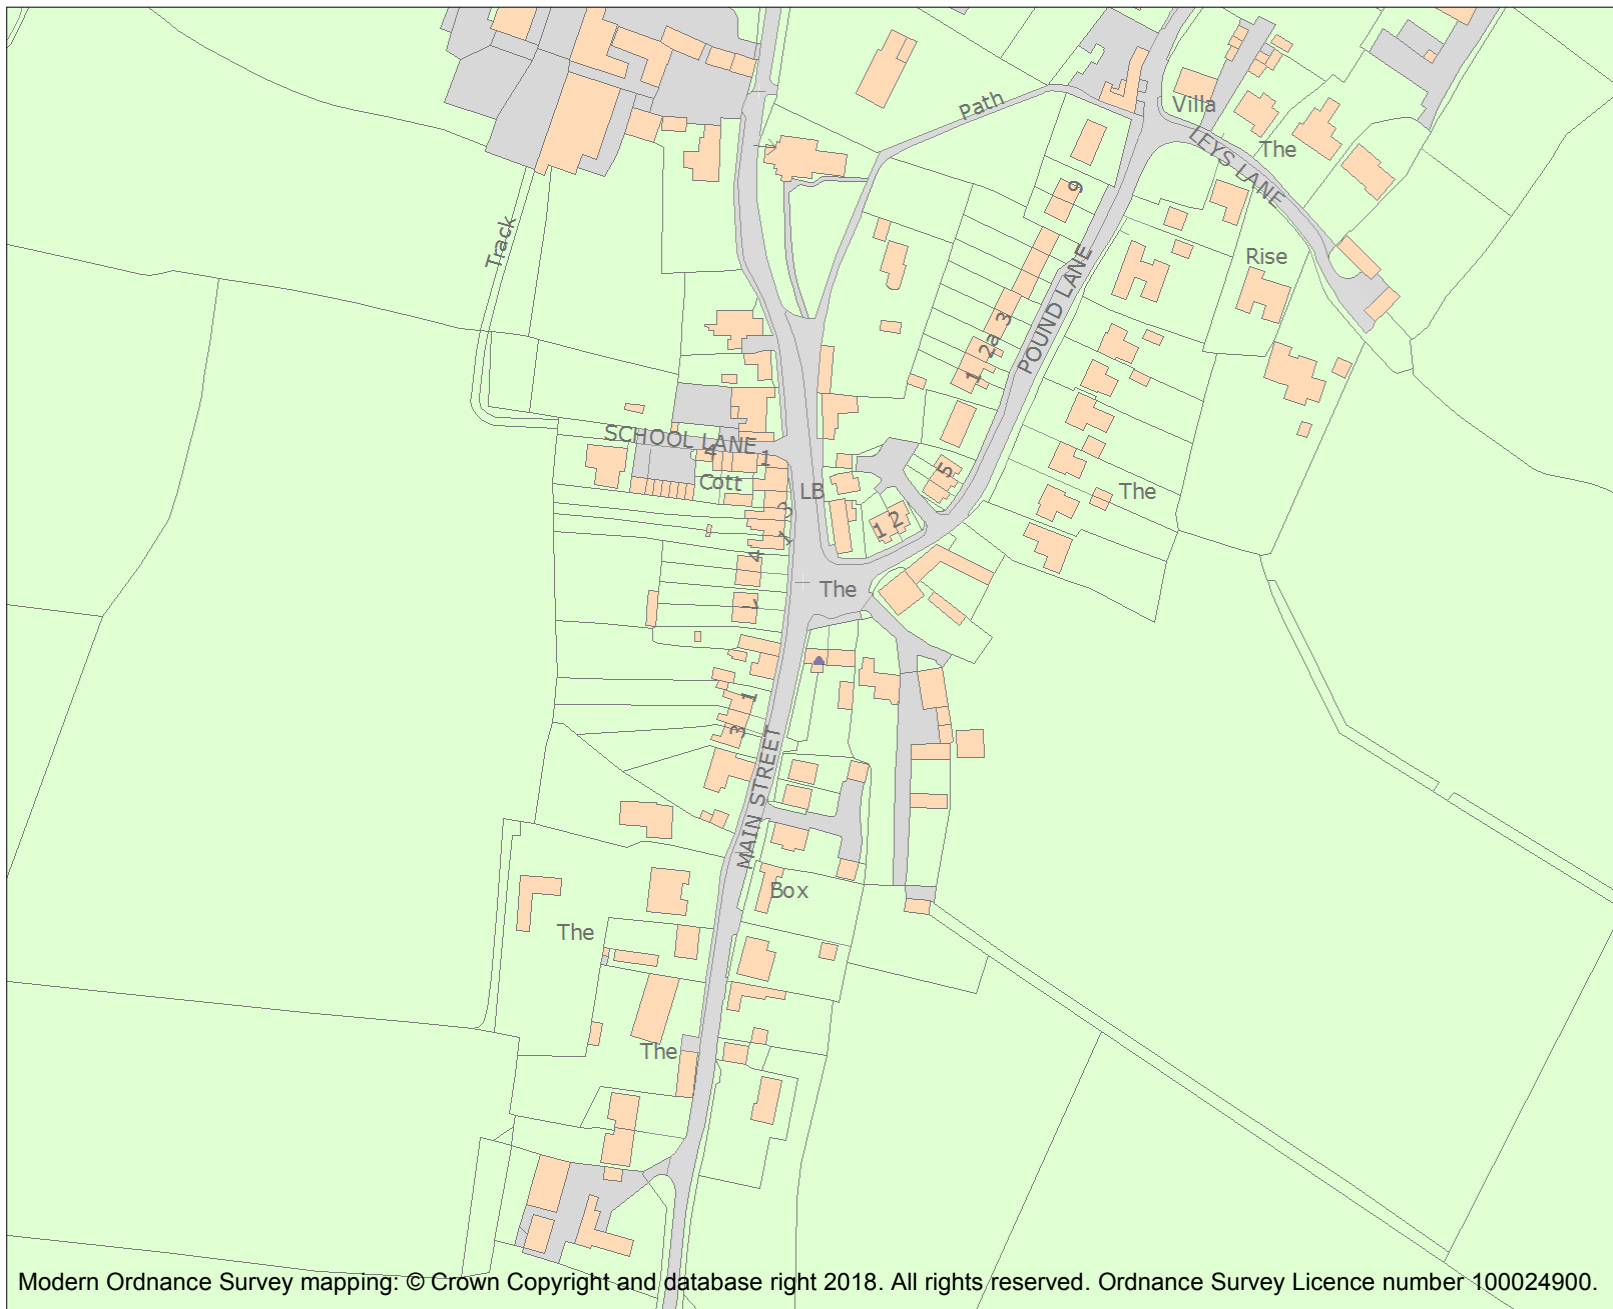 Path
Villa
LEYS LANE
The
9
Track
Rise
POUND LANE
3
2a
1
SCHOOL LANE
4
1
Cott
LB
5
The
3
1
1 2
4
The
7
1
3
MAIN STREET
Box
The
The
Modern Ordnance Survey mapping: © Crown Copyright and database right 2018. All rights reserved. Ordnance Survey Licence number 100024900.